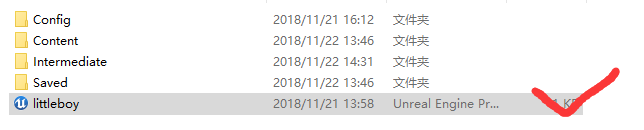 Config 2018/11/21 16:12 文件夹
Content 2018/11/22 13:46 文件夹
Intermediate 2018/11/22 14:31 文件夹
Saved 2018/11/22 13:46 文件夹
littleboy 2018/11/21 13:58 Unreal Engine Pr...